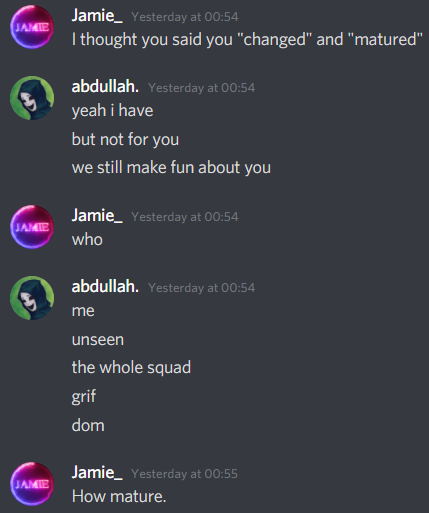 Jamie_ Yesterday at 00:54
I thought you said you "changed" and "matured"
abdullah. Yesterday at 00:54
yeah i have
but not for you
we still make fun about you
JAMIE
Jamie_ Yesterday at 00:54
who
abdullah. Yesterday at 00:54
me
unseen
the whole squad
grif
dom
JAMIE
Jamie_ Yesterday at 00:55
How mature.